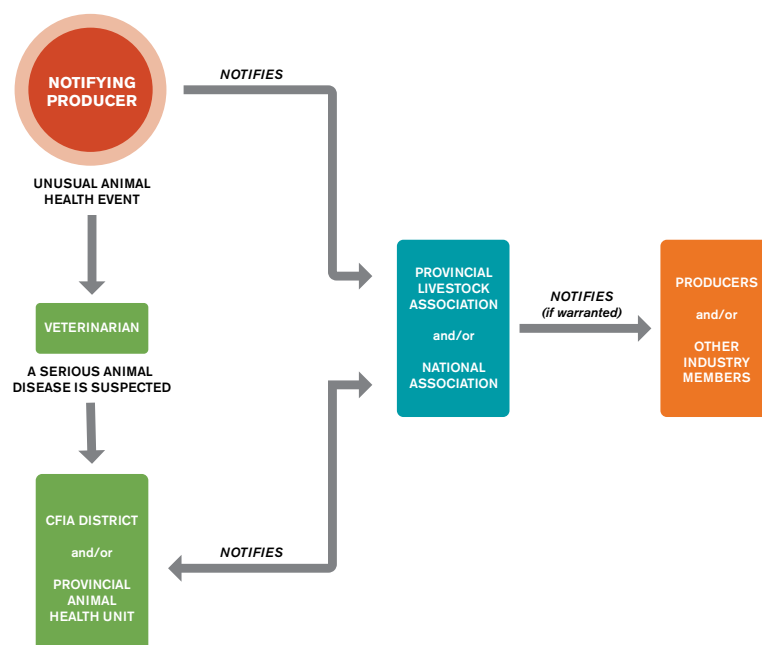 NOTIFYING
PRODUCER
NOTIFIES
UNUSUAL ANIMAL
HEALTH EVENT
VETERINARIAN
A SERIOUS ANIMAL
DISEASE IS SUSPECTED
CFIA DISTRICT
and/or
PROVINCIAL
ANIMAL
HEALTH UNIT
NOTIFIES
PROVINCIAL
LIVESTOCK
ASSOCIATION
and/or
NATIONAL
ASSOCIATION
NOTIFIES
(if warranted)
PRODUCERS
and/or
OTHER
INDUSTRY
MEMBERS